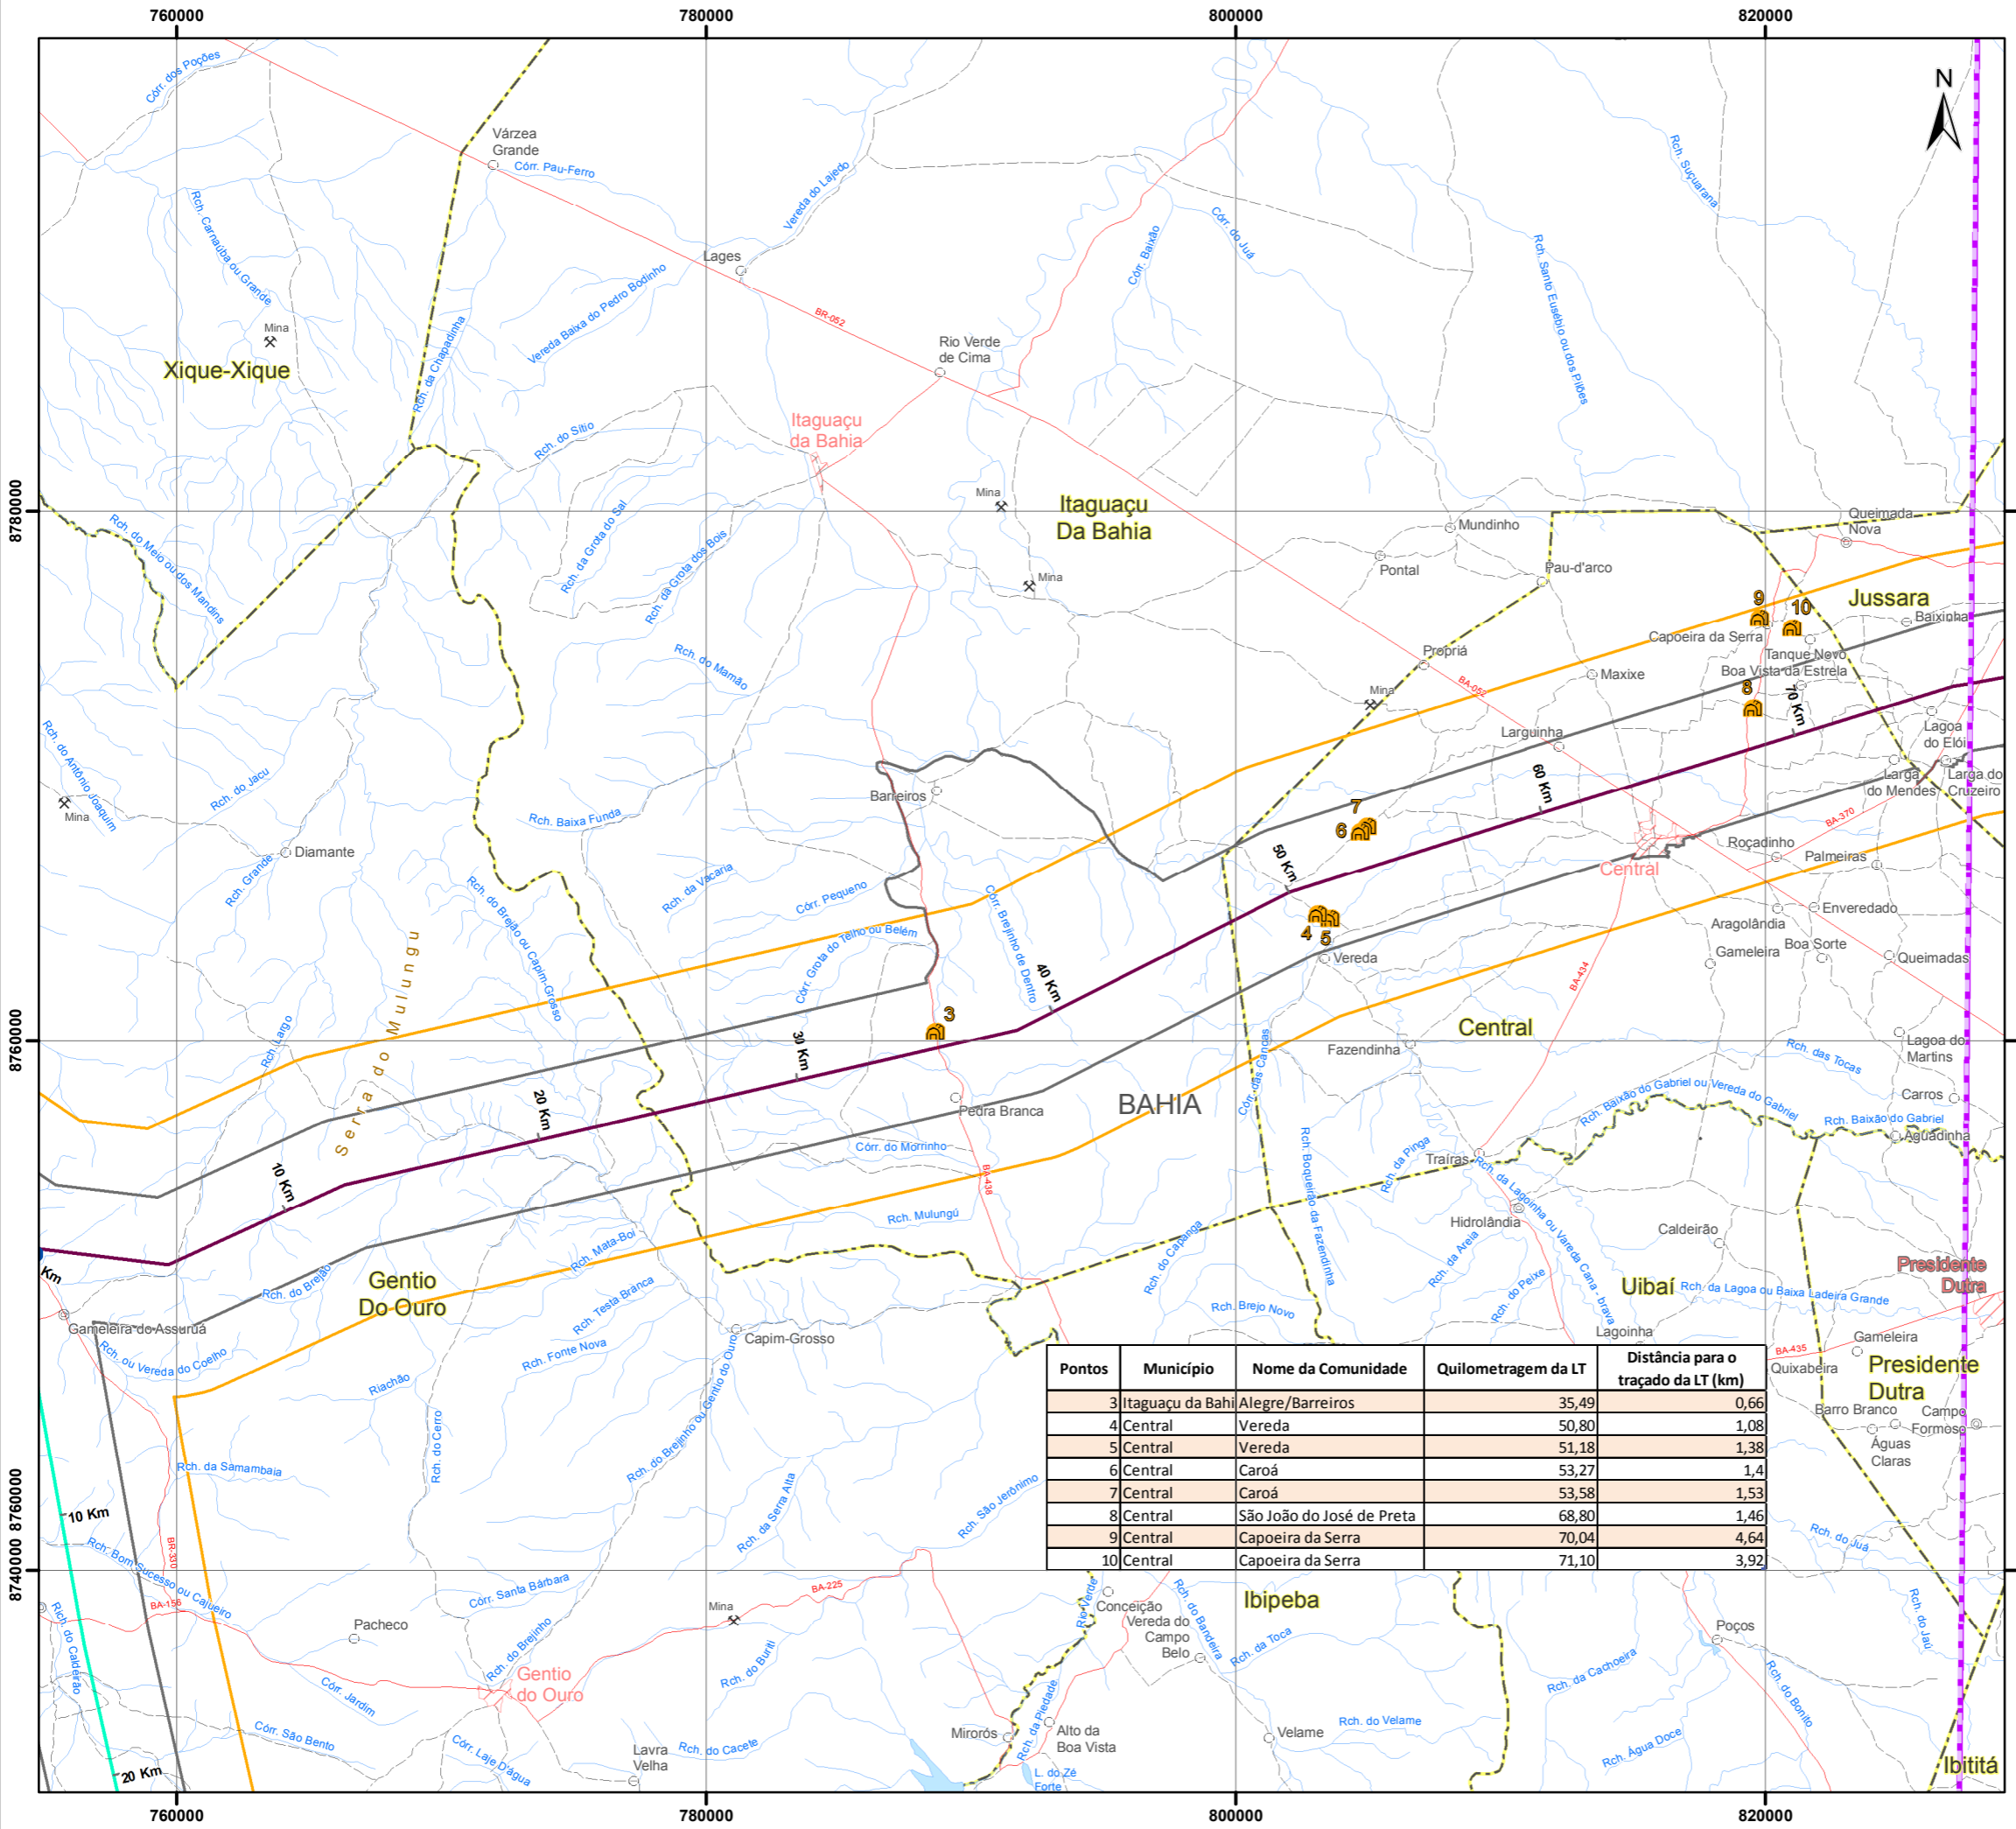 760000
780000
800000
820000
N
Córr. dos Poções
Várzea
Grande
Córr. Pau-Ferro
Vereda do Lajedo
Rch. Suçuarana
Rch. Carnaúba ou Grande
Córr. do Juá
Córr. Baixão
Rch. Santo Eusébio ou dos Pilões
Lages
Vereda Baixa do Pedro Bodinho
BR-052
Mina
Rch. da Chapadinha
Rio Verde
de Cima
Xique-Xique
Itaguaçu
da Bahia
Rch. do Sítio
Mina
Itaguaçu
Da Bahia
8780000
Rch. do Meio ou dos Mandins
Rch. da Grota do Sal
Rch. da Grota dos Bois
Mundinho
Queimada
Nova
Pontal
Pau-d'arco
Mina
9
10
Jussara
Baixinha
Capoeira da Serra
Rch. do Mamão
Propriá
Tanque Novo
Boa Vista da Estrela
Maxixe
BA-052
Mina
8
70 Km
Rch. do Antônio Joaquim
Larguinha
Lagoa
do Elói
Rch. do Jacu
Barreiros
60 Km
Larga
do Mendes
Larga do
Cruzeiro
Mina
Rch. Baixa Funda
7
6
BA-370
Diamante
Roçadinho
Palmeiras
Rch. Grande
Central
50 Km
Rch. da Vacaria
Córr. Pequeno
Rch. do Brejão ou Capim-Grosso
Córr. Brejinho de Dentro
Enveredado
Aragolândia
Córr. Grota do Telho ou Belém
4
5
Gameleira
Boa Sorte
Vereda
Queimadas
Serra do Mulungu
40 Km
BA-434
3
Central
8760000
Rch. Largo
30 Km
Fazendinha
Lagoa do
Martins
Rch. das Tocas
Córr. das Canoas
20 Km
Pedra Branca
BAHIA
Rch. Baixão do Gabriel ou Vereda do Gabriel
Carros
Rch. Baixão do Gabriel
Aguadinha
Córr. do Morrinho
Rch. da Pinga
Traíras
10 Km
BA-438
Rch. Boqueirão da Fazendinha
Rch. da Lagoinha ou Vareda Cana - brava
Rch. Mulungú
Hidrolândia
Caldeirão
Rch. Mata-Boi
Rch. do Capanga
Rch. da Areia
Km
Presidente
Dutra
Gentio
Do Ouro
Rch. do Brejão
Rch. Testa Branca
Rch. do Peixe
Uibaí
Rch. da Lagoa ou Baixa Ladeira Grande
Rch. Brejo Novo
Gameleira do Assuruá
Capim-Grosso
Lagoinha
Rch. ou Vereda do Coelho
Rch. Fonte Nova
BA-435
Gameleira
Quixabeira
Presidente
Dutra
Riachão
Rch. do Brejinho ou Gentio do Ouro
Pontos Município Nome da Comunidade Quilometragem da LT Distância para o traçado da LT (km)
3 Itaguaçu da Bahi Alegre/Barreiros 35,49 0,66
4 Central Vereda 50,80 1,08
5 Central Vereda 51,18 1,38
6 Central Caroá 53,27 1,4
7 Central Caroá 53,58 1,53
8 Central São João do José de Preta 68,80 1,46
9 Central Capoeira da Serra 70,04 4,64
10 Central Capoeira da Serra 71,10 3,92
Barro Branco
Campo
Formoso
Águas
Claras
Rch. do Cerro
Rch. da Samambaia
Rch. da Serra Alta
Rch. São Jerônimo
10 Km
Rch. do Juá
8760000
8740000
Rch. Bom Sucesso ou Cajueiro
BR-330
BA-156
Córr. Santa Bárbara
BA-225
Rio Verde
Rch. do Bandeira
Rch. do Jaú
Rich. do Caldeirão
Pacheco
Mina
Conceição
Ibipeba
Vereda do
Campo
Belo
Rch. da Toca
Poços
Rch. do Brejinho
Rch. do Buriti
Gentio
do Ouro
Rch. da Cachoeira
Rch. do Bonito
Córr. Jardim
Rch. da Piedade
Mirorós
Alto da
Boa Vista
Velame
Rch. do Velame
Córr. São Bento
Córr. Laje D'água
Lavra
Velha
Rch. do Cacete
Rch. Água Doce
L. do Zé
Forte
20 Km
Ibititá
760000
780000
800000
820000